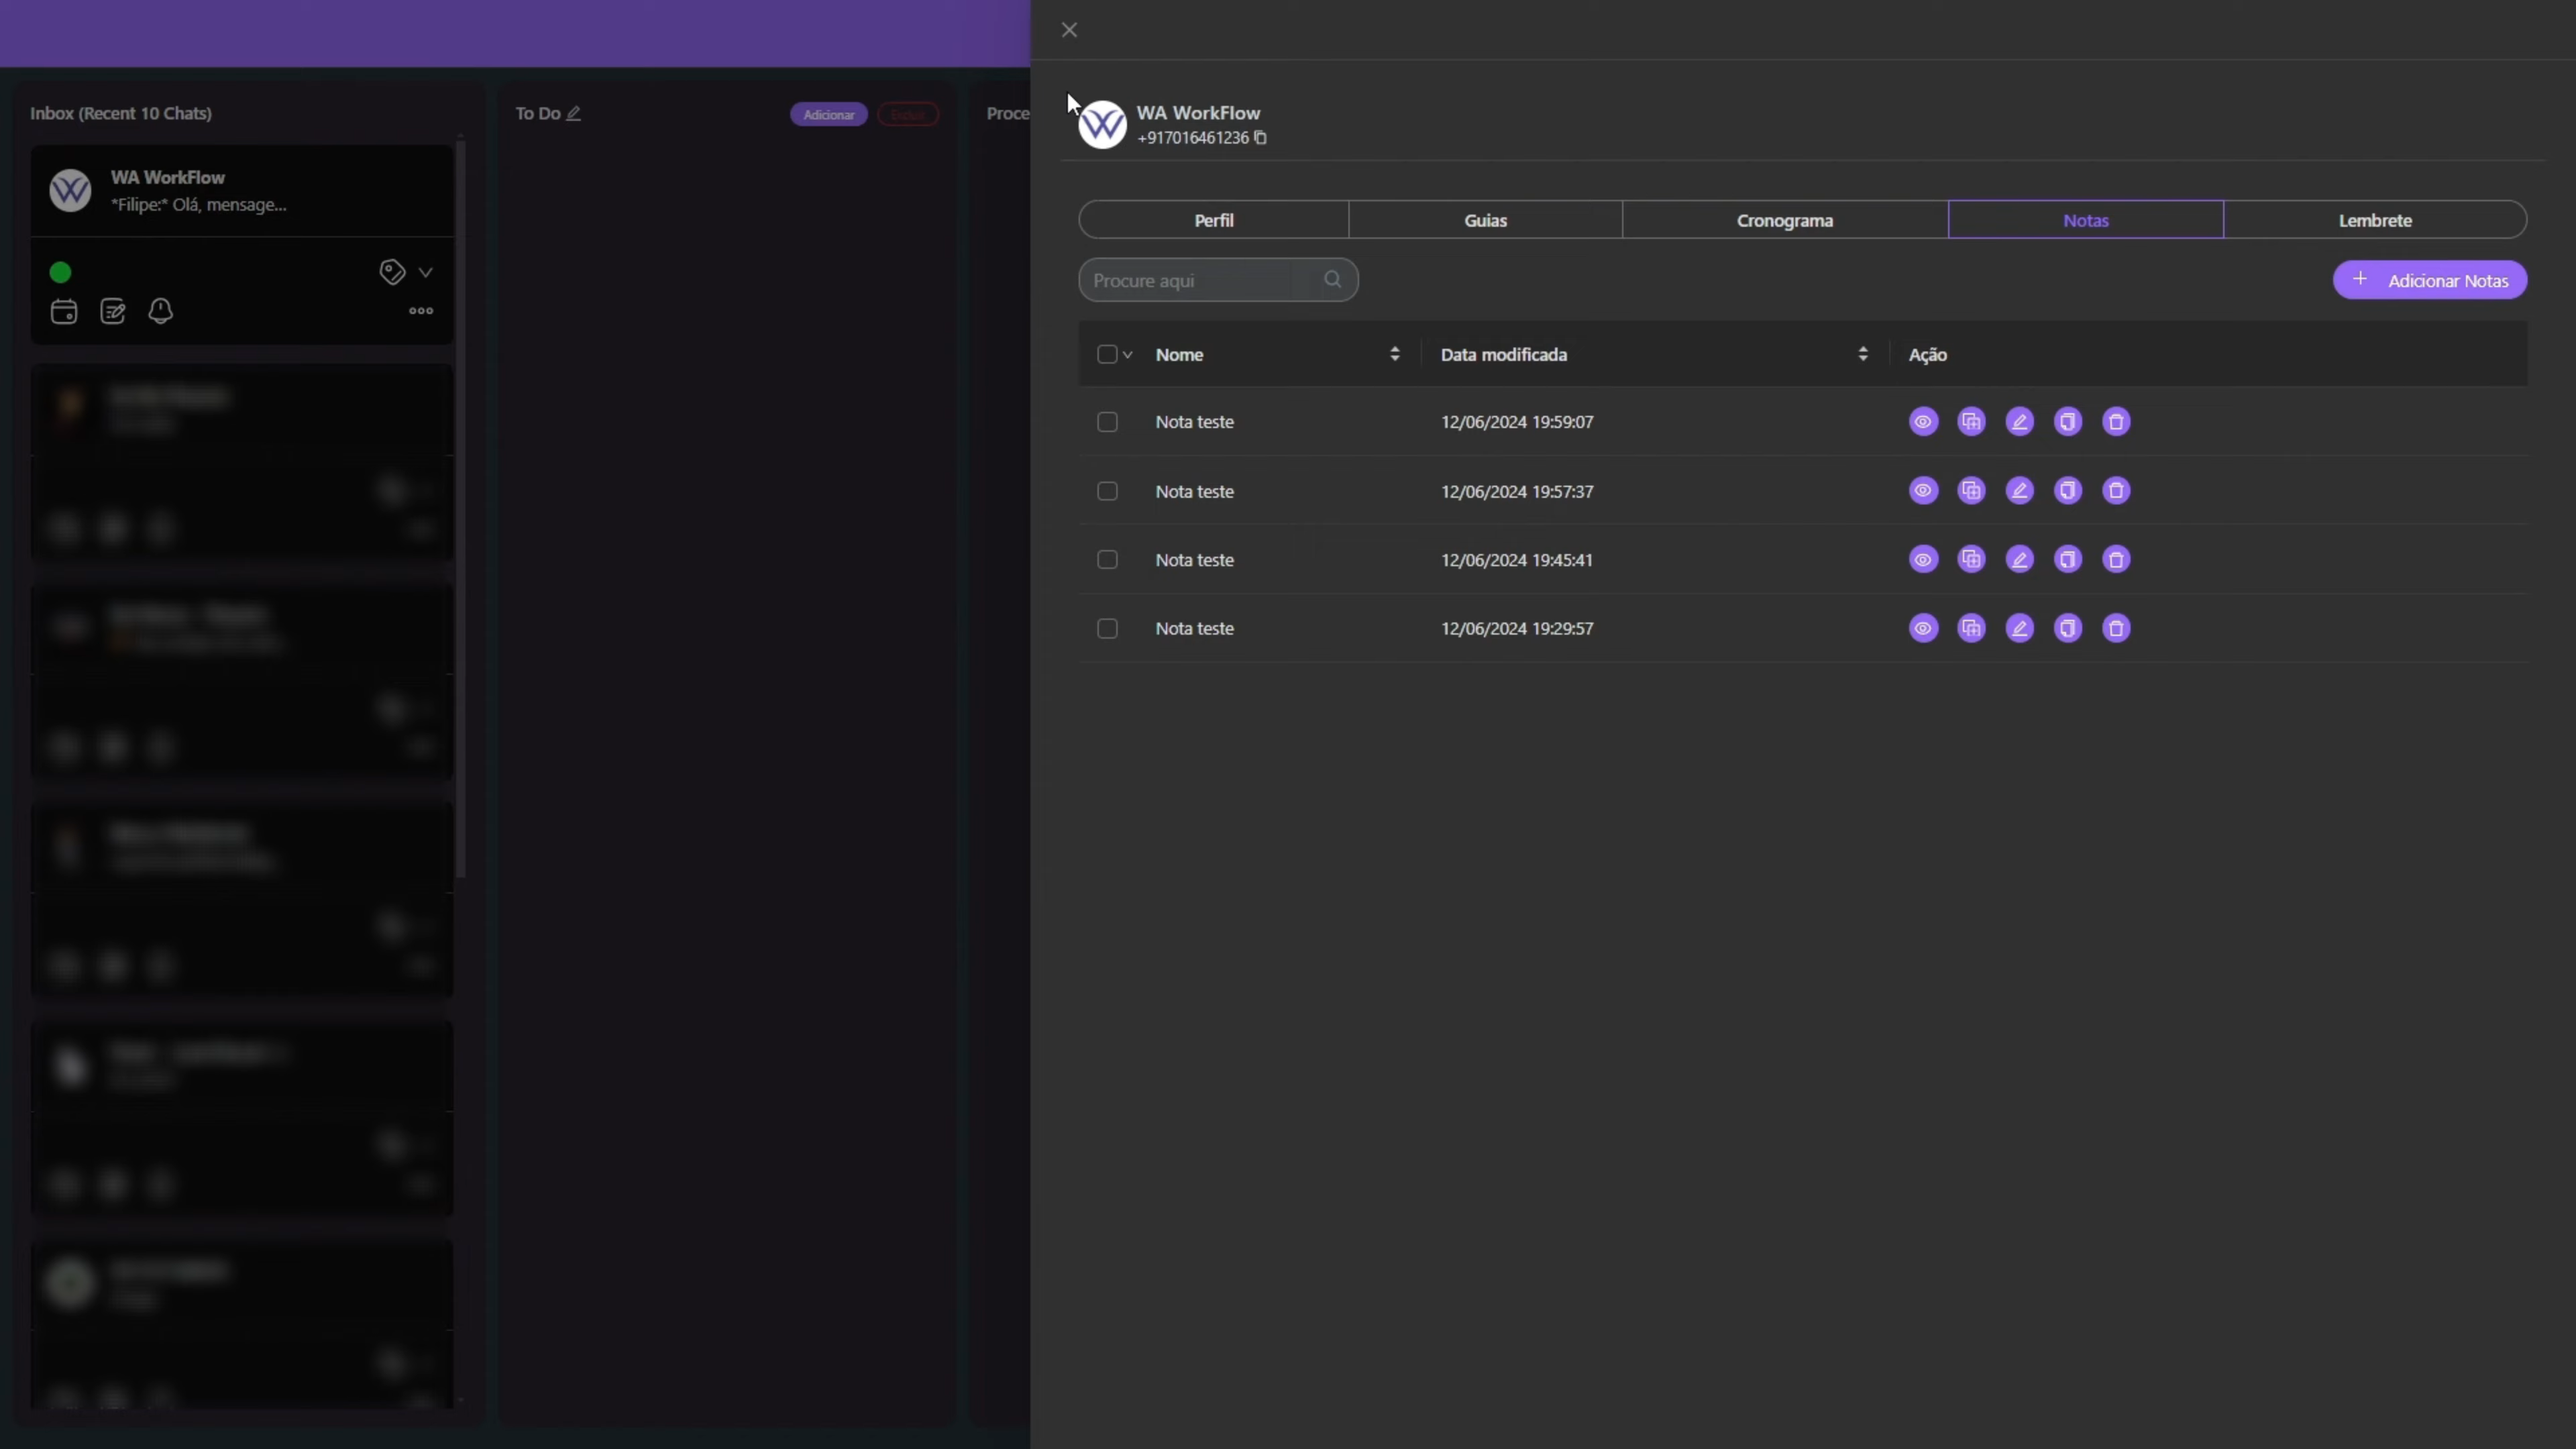 Inbox (Recent 10 Chats)
WA WorkFlow
*Filipe:* Olá, mensage...
To Do
Adicionar
Proce
WA WorkFlow
+917016461236
Perfil
Guias
Cronograma
Notas
Lembrete
Procure aqui
+ Adicionar Notas
Nome
Data modificada
Ação
Nota teste
12/06/2024 19:59:07
Nota teste
12/06/2024 19:57:37
Nota teste
12/06/2024 19:45:41
Nota teste
12/06/2024 19:29:57